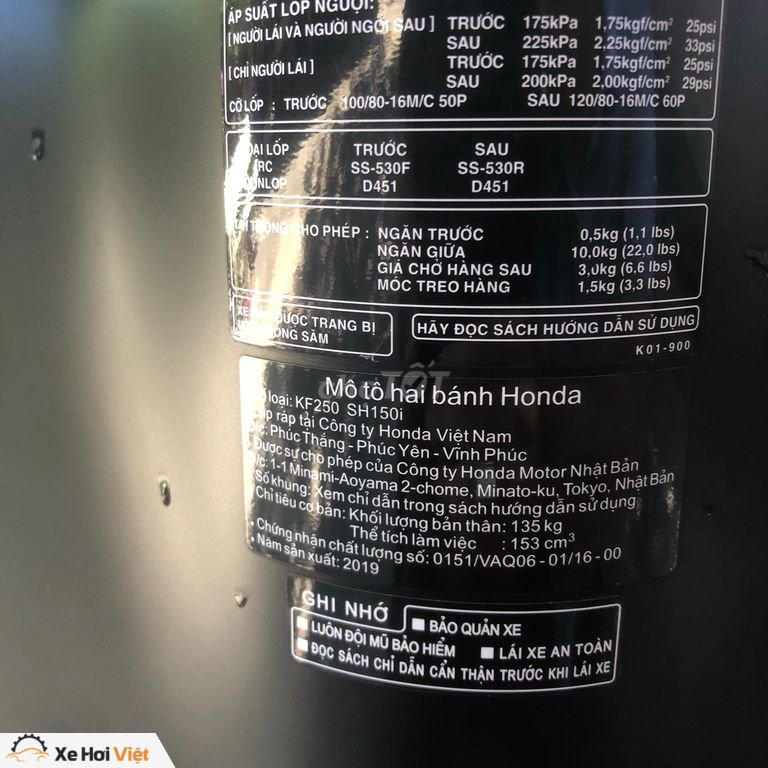 ÁP SUẤT LỐP NGUỘI:
[ NGƯỜI LÁI VÀ NGƯỜI NGỒI SAU ] TRƯỚC 175kPa 1,75kgf/cm² 25psi
SAU 225kPa 2,25kgf/cm² 33psi
[ CHỈ NGƯỜI LÁI ] TRƯỚC 175kPa 1,75kgf/cm² 25psi
SAU 200kPa 2,00kgf/cm² 29psi
CỠ LỐP : TRƯỚC 100/80-16M/C 50P SAU 120/80-16M/C 60P
LỐP TRƯỚC SAU
RC SS-530F SS-530R
NLOP D451 D451
TRỌNG CHO PHÉP : NGĂN TRƯỚC 0,5kg (1.1 lbs)
NGĂN GIỮA 10,0kg (22,0 lbs)
GIÁ CHỞ HÀNG SAU 3,0kg (6,6 lbs)
MÓC TREO HÀNG 1,5kg (3.3 lbs)
XE ĐƯỢC TRANG BỊ
KHÔNG SĂM
HÃY ĐỌC SÁCH HƯỚNG DẪN SỬ DỤNG
K01-900
TỐT
Mô tô hai bánh Honda
loại: KF250 SH150i
ráp tại Công ty Honda Việt Nam
Đ/c: Phúc Thắng - Phúc Yên - Vĩnh Phúc
Được sự cho phép của Công ty Honda Motor Nhật Bản
Đ/c: 1-1 Minami-Aoyama 2-chome, Minato-ku, Tokyo, Nhật Bản
Số khung: Xem chỉ dẫn trong sách hướng dẫn sử dụng
Chỉ tiêu cơ bản: Khối lượng bản thân: 135 kg
Thể tích làm việc : 153 cm³
• Chứng nhận chất lượng số: 0151/VAQ06 - 01/16 - 00
• Năm sản xuất: 2019
GHI NHỚ
BẢO QUẢN XE
LUÔN ĐỘI MŨ BẢO HIỂM LÁI XE AN TOÀN
ĐỌC SÁCH CHỈ DẪN CẨN THẬN TRƯỚC KHI LÁI XE
Xe Hơi Việt